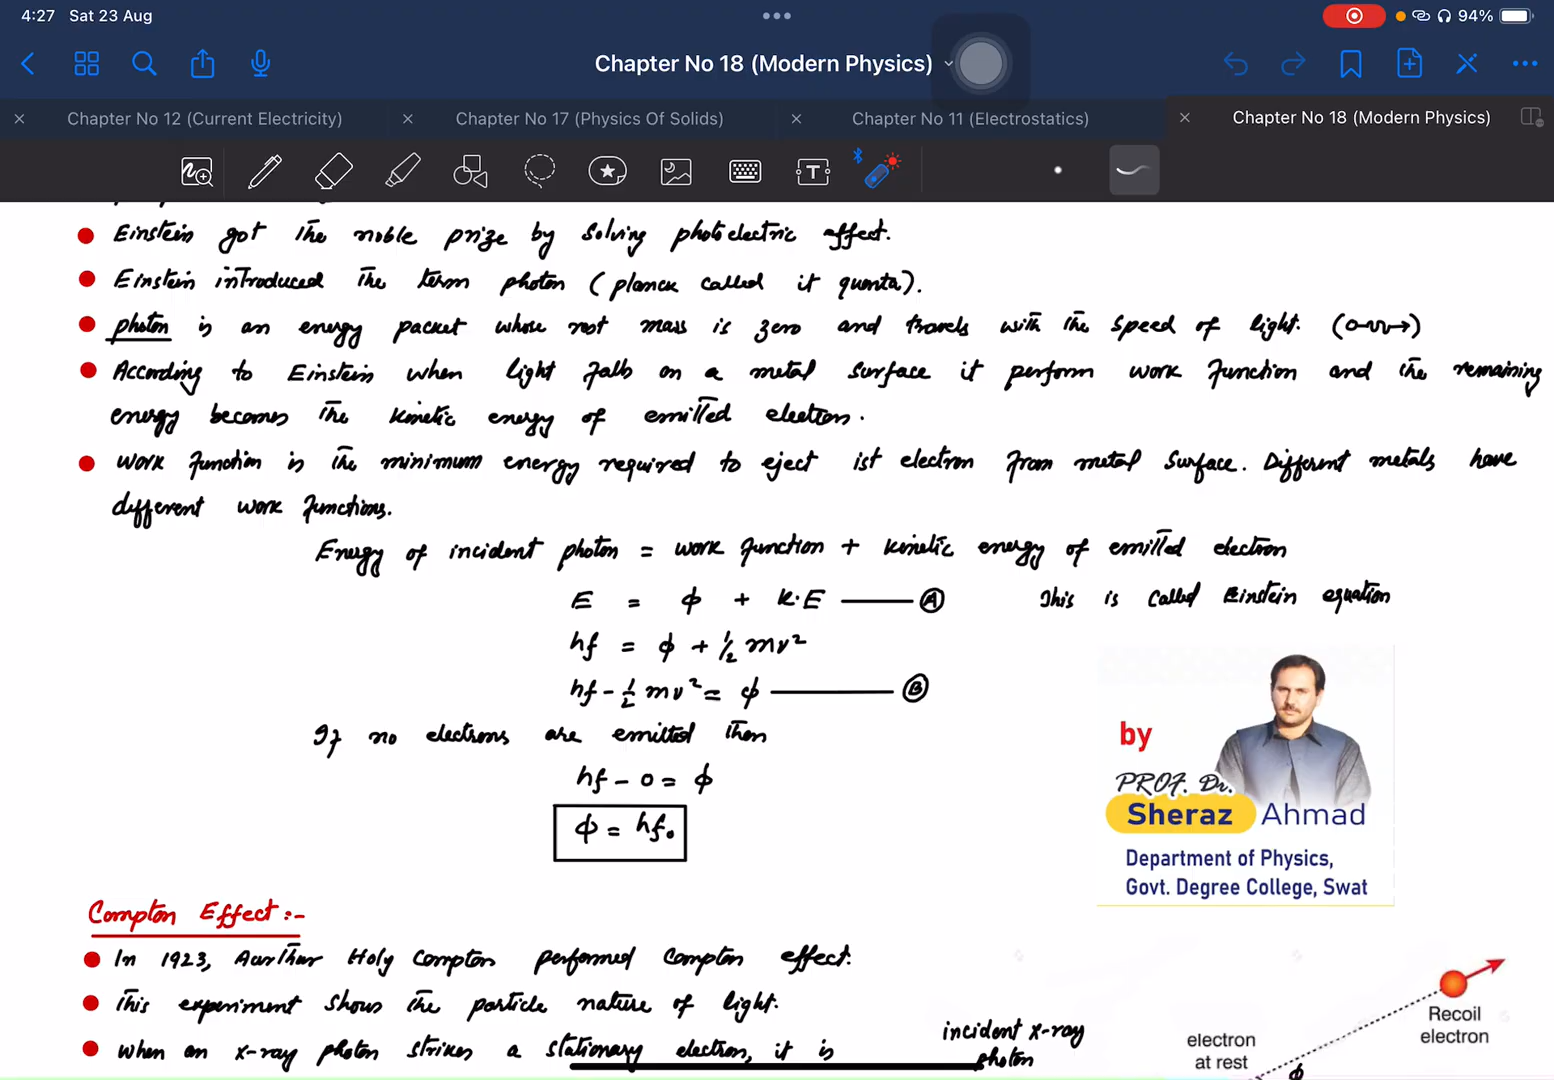 4:27 Sat 23 Aug
94%
Chapter No 18 (Modern Physics)
Chapter No 12 (Current Electricity)
Chapter No 17 (Physics Of Solids)
Chapter No 11 (Electrostatics)
Chapter No 18 (Modern Physics)
Einstein got the noble prize by solving photoelectric effect.
Einstein introduced the term photon (planck called it quanta).
photon is an energy packet whose rest mass is zero and travels with the speed of light.
According to Einstein when light falls on a metal surface it perform work function and the remaining
energy becomes the kinetic energy of emitted electron.
work function is the minimum energy required to eject ist electron from metal surface. Different metals have
different work functions.
Energy of incident photon = work function + kinetic energy of emitted electron
E = ϕ + K.E — Ⓐ This is called Einstein equation
hf = ϕ + ½ mv²
hf - ½ mv² = ϕ — Ⓑ
If no electrons are emitted then
hf - 0 = ϕ
ϕ = hf₀
by
PROF. Dr.
Sheraz Ahmad
Department of Physics,
Govt. Degree College, Swat
Compton Effect :-
In 1923, Aurthur Holy Compton performed Compton effect.
This experiment shows the particle nature of light.
when an x-ray photon strikes a stationary electron, it is
incident x-ray
photon
electron
at rest
Recoil
electron
ϕ